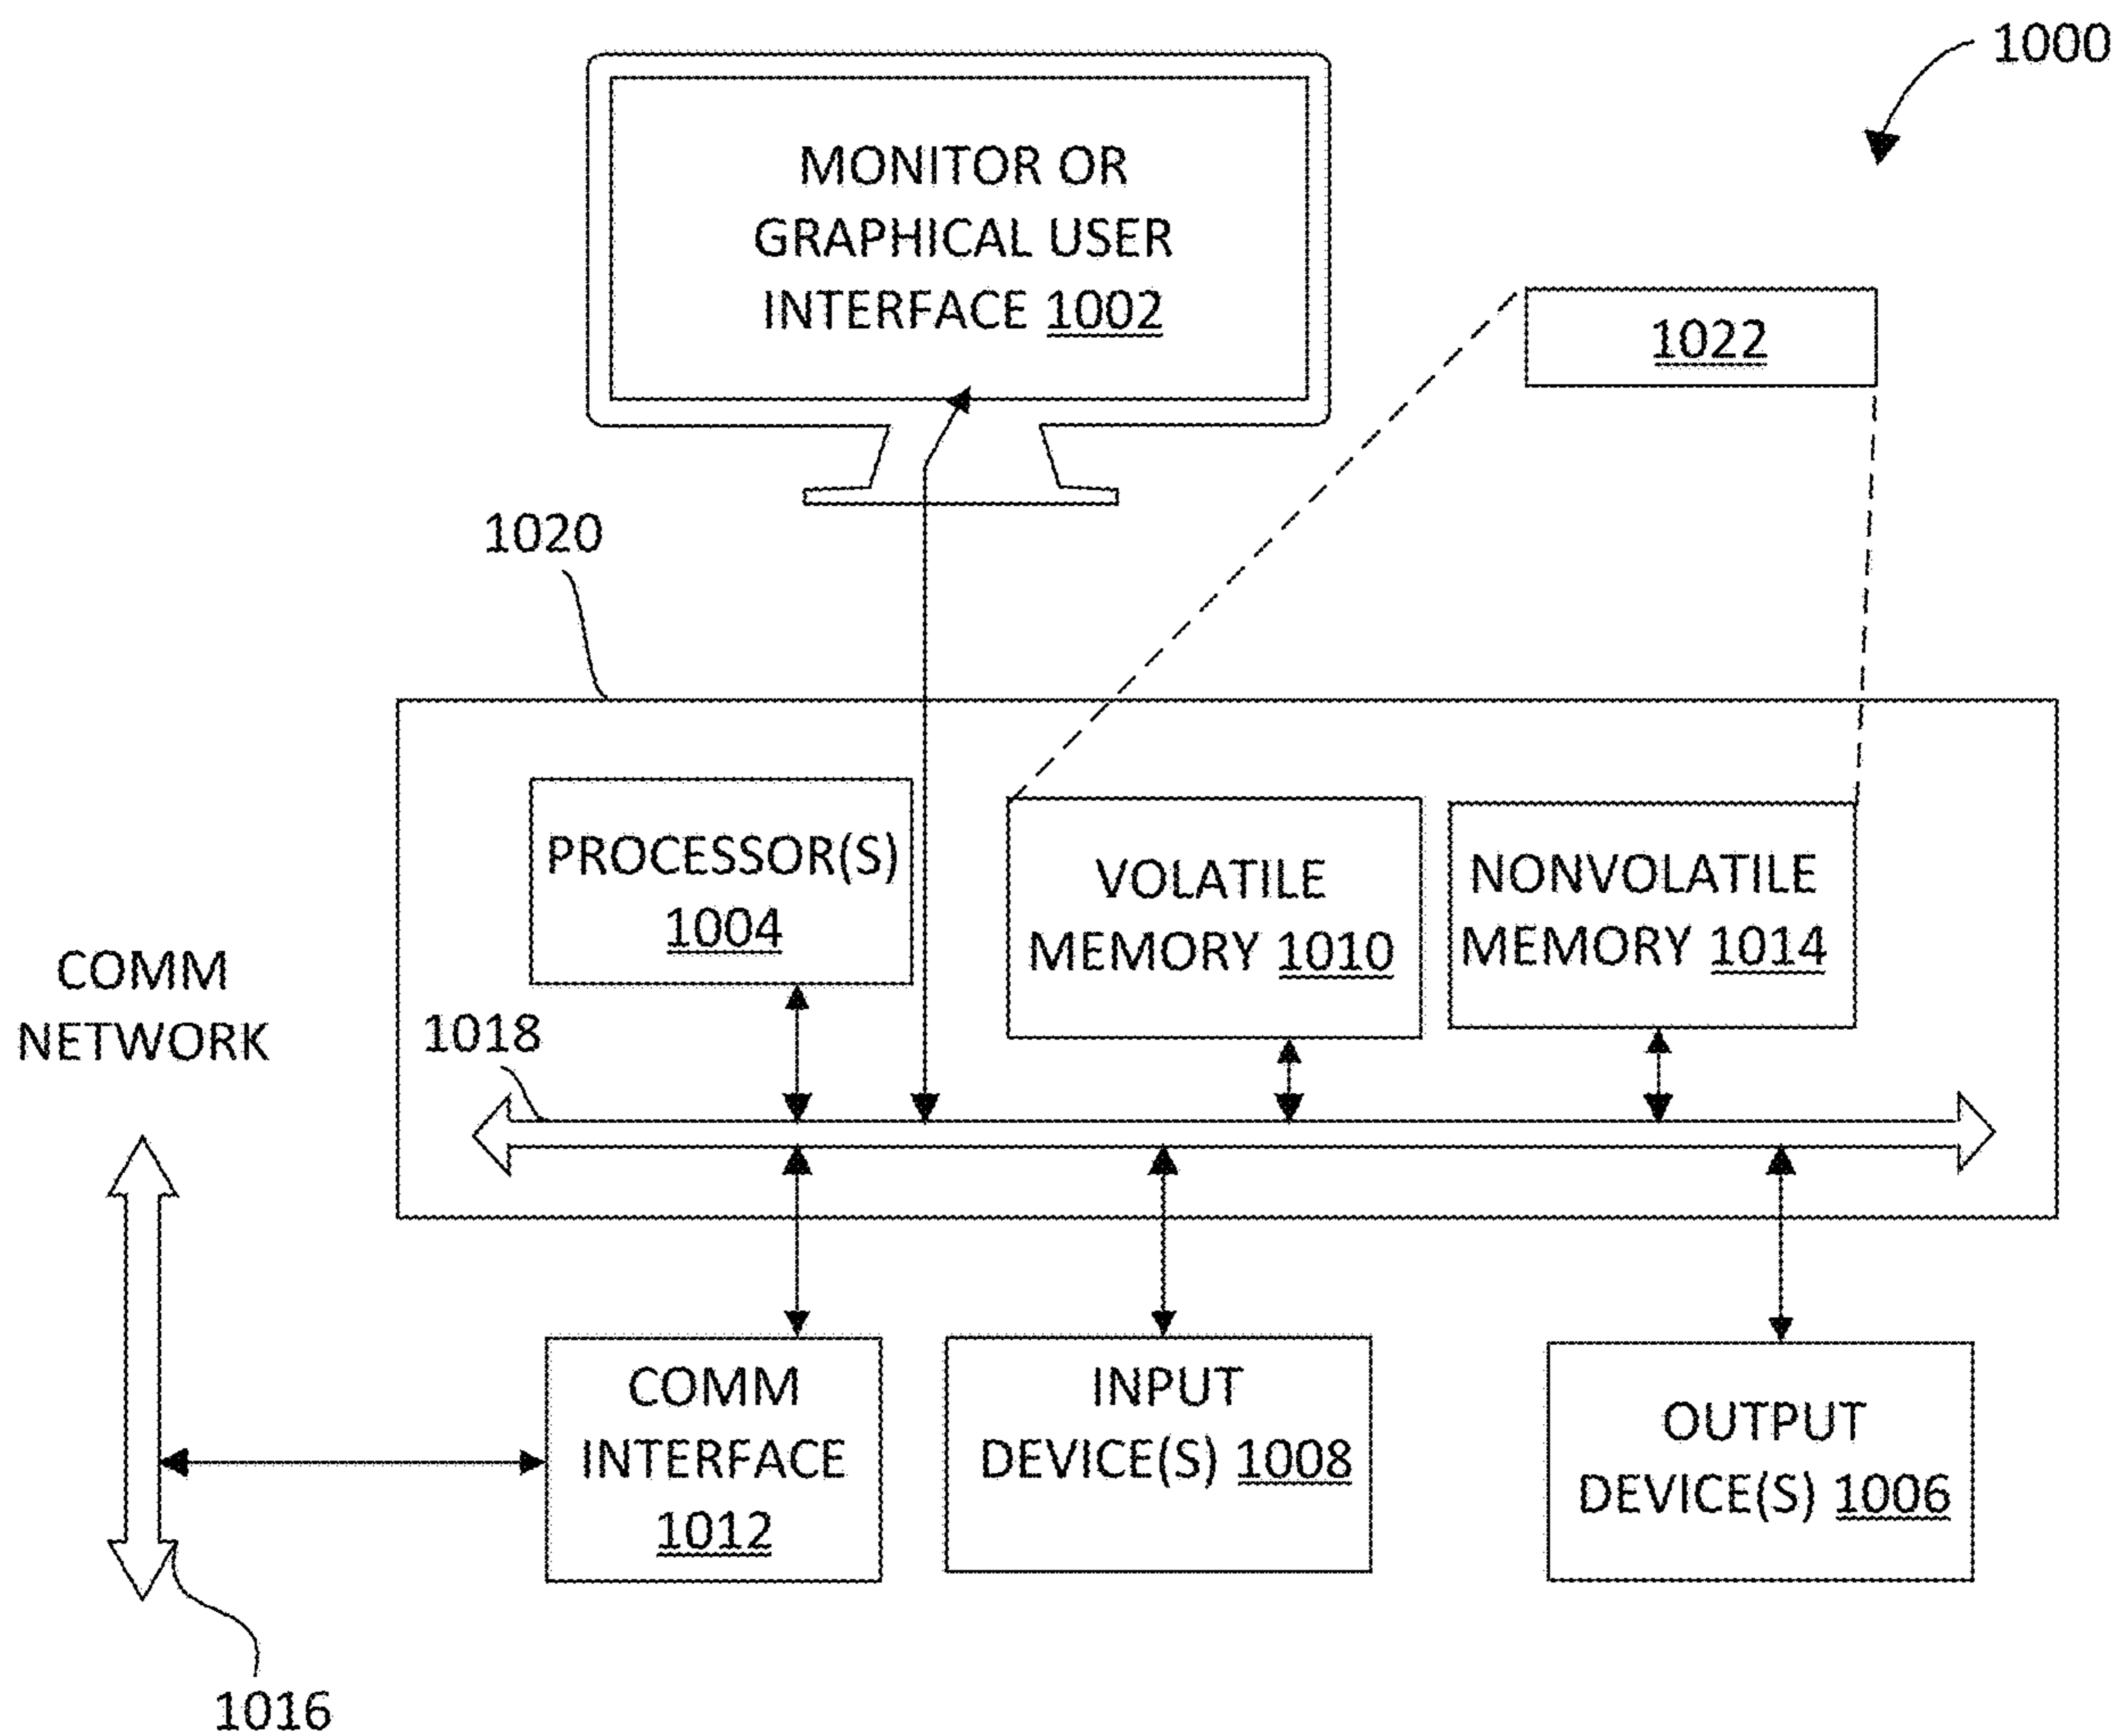 1000
MONITOR OR
GRAPHICAL USER
INTERFACE 1002
1022
1020
PROCESSOR(S)
1004
VOLATILE
MEMORY 1010
NONVOLATILE
MEMORY 1014
COMM
NETWORK
1018
COMM
INTERFACE
1012
INPUT
DEVICE(S) 1008
OUTPUT
DEVICE(S) 1006
1016